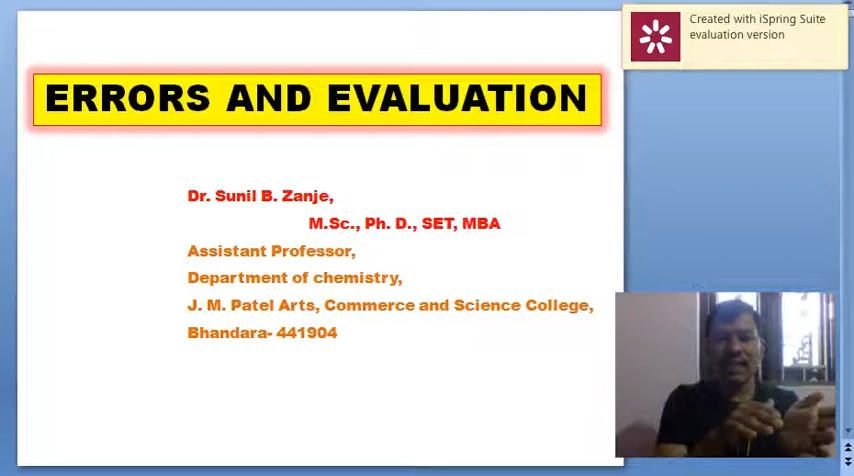 Created with iSpring Suite
evaluation version
ERRORS AND EVALUATION
Dr. Sunil B. Zanje,
M.Sc., Ph. D., SET, MBA
Assistant Professor,
Department of chemistry,
J. M. Patel Arts, Commerce and Science College,
Bhandara- 441904